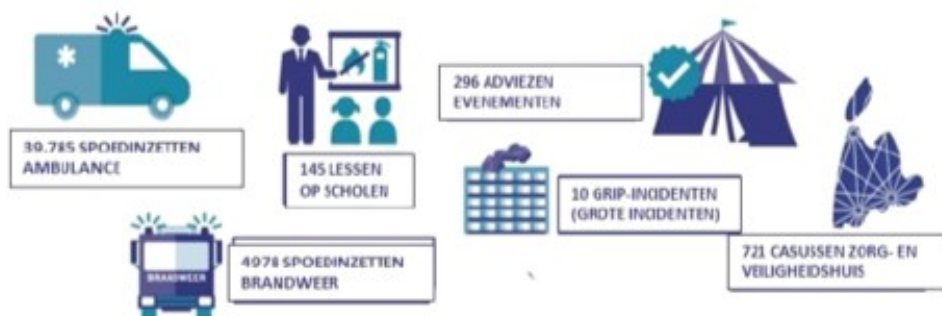 39.785 SPOEDINZETTEN
AMBULANCE
145 LESSEN
OP SCHOLEN
296 ADVIEZEN
EVENEMENTEN
10 GRIP-INCIDENTEN
(GROTE INCIDENTEN)
721 CASUSSEN ZORG- EN
VEILIGHEIDSHUIS
BRANDWEER
4978 SPOEDINZETTEN
BRANDWEER